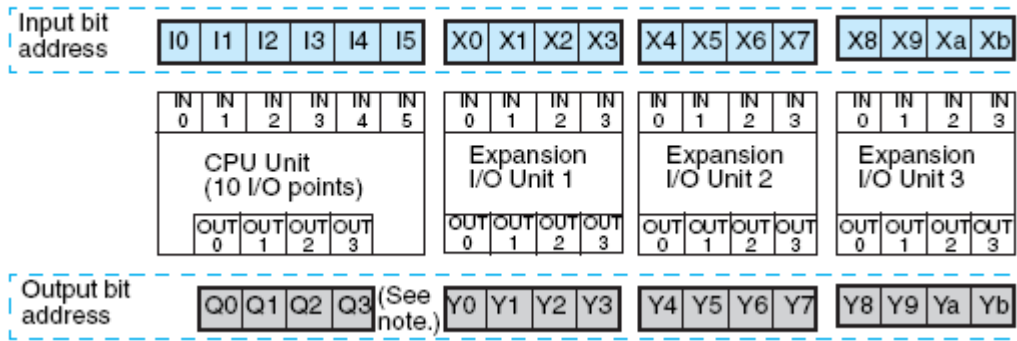 Input bit
address
I0 I1 I2 I3 I4 I5 X0 X1 X2 X3 X4 X5 X6 X7 X8 X9 Xa Xb
IN IN IN IN IN IN IN IN IN IN IN IN IN IN IN IN IN IN
0 1 2 3 4 5 0 1 2 3 0 1 2 3 0 1 2 3
CPU Unit
(10 I/O points)
Expansion
I/O Unit 1
Expansion
I/O Unit 2
Expansion
I/O Unit 3
OUT OUT OUT OUT OUT OUT OUT OUT OUT OUT OUT OUT OUT OUT OUT OUT
0 1 2 3 0 1 2 3 0 1 2 3 0 1 2 3
Output bit
address
Q0 Q1 Q2 Q3 (See
note.)
Y0 Y1 Y2 Y3 Y4 Y5 Y6 Y7 Y8 Y9 Ya Yb